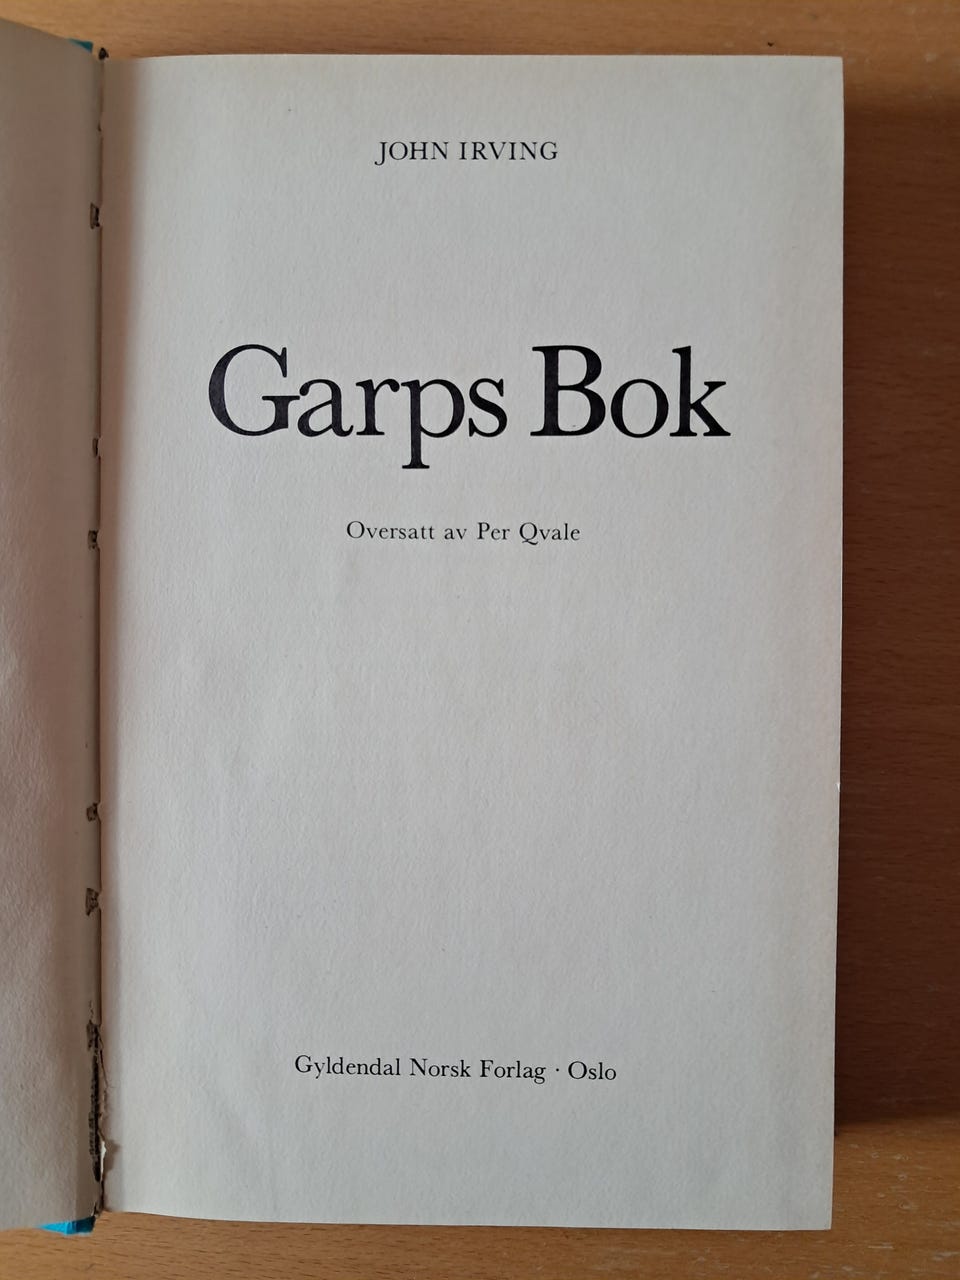 JOHN IRVING
Garps Bok
Oversatt av Per Qvale
Gyldendal Norsk Forlag · Oslo